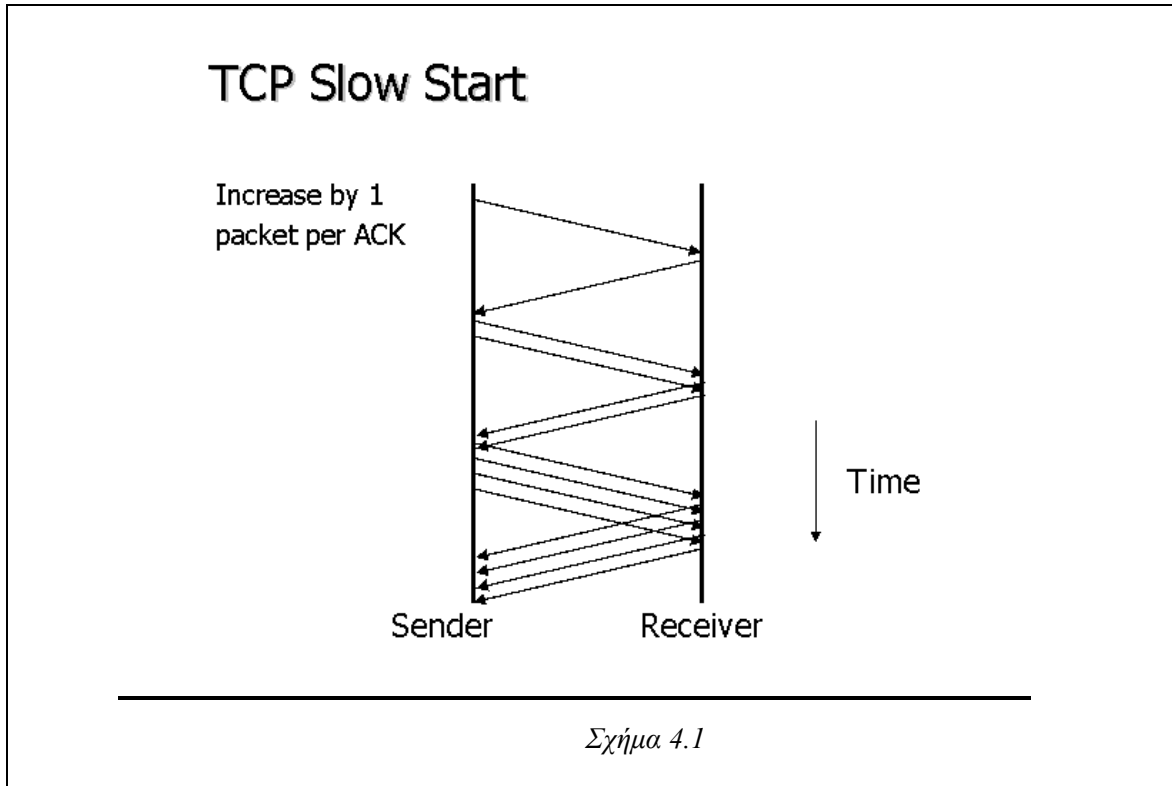 TCP Slow Start
Increase by 1
packet per ACK
Time
Sender
Receiver
Σχήμα 4.1